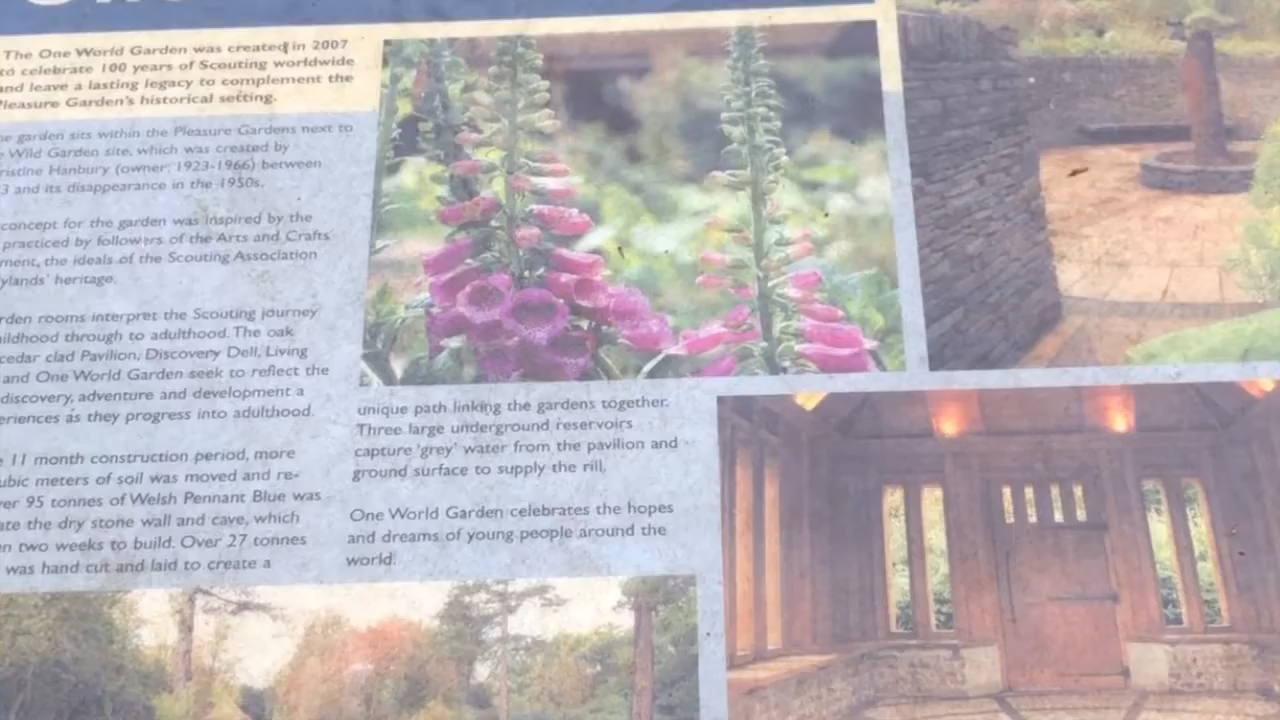 The One World Garden was created in 2007
to celebrate 100 years of Scouting worldwide
and leave a lasting legacy to complement the
Pleasure Garden's historical setting.
he garden sits within the Pleasure Gardens next to
Wild Garden site, which was created by
ristine Hanbury (owner: 1923-1966) between
3 and its disappearance in the 1950s.
concept for the garden was inspired by the
practiced by followers of the Arts and Crafts
ment, the ideals of the Scouting Association
ylands' heritage.
rden rooms interpret the Scouting journey
ildhood through to adulthood. The oak
cedar clad Pavilion, Discovery Dell, Living
and One World Garden seek to reflect the
discovery, adventure and development a
eriences as they progress into adulthood.
e 11 month construction period, more
ubic meters of soil was moved and re-
ver 95 tonnes of Welsh Pennant Blue was
ate the dry stone wall and cave, which
n two weeks to build. Over 27 tonnes
was hand cut and laid to create a
unique path linking the gardens together.
Three large underground reservoirs
capture 'grey' water from the pavilion and
ground surface to supply the rill.
One World Garden celebrates the hopes
and dreams of young people around the
world.